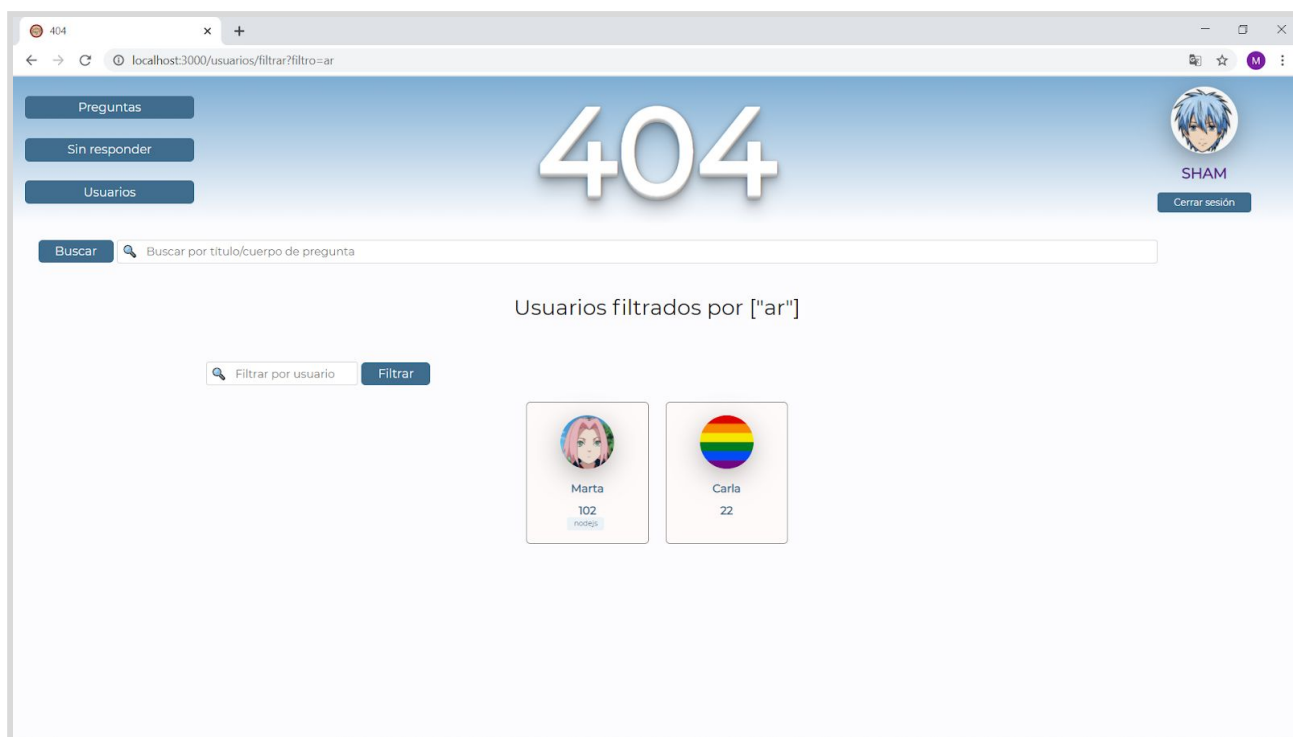 404
localhost:3000/usuarios/filtrar?filtro=ar
M
Preguntas
Sin responder
Usuarios
404
SHAM
Cerrar sesión
Buscar
Buscar por título/cuerpo de pregunta
Usuarios filtrados por ["ar"]
Filtrar por usuario
Filtrar
Marta
102
nodejs
Carla
22